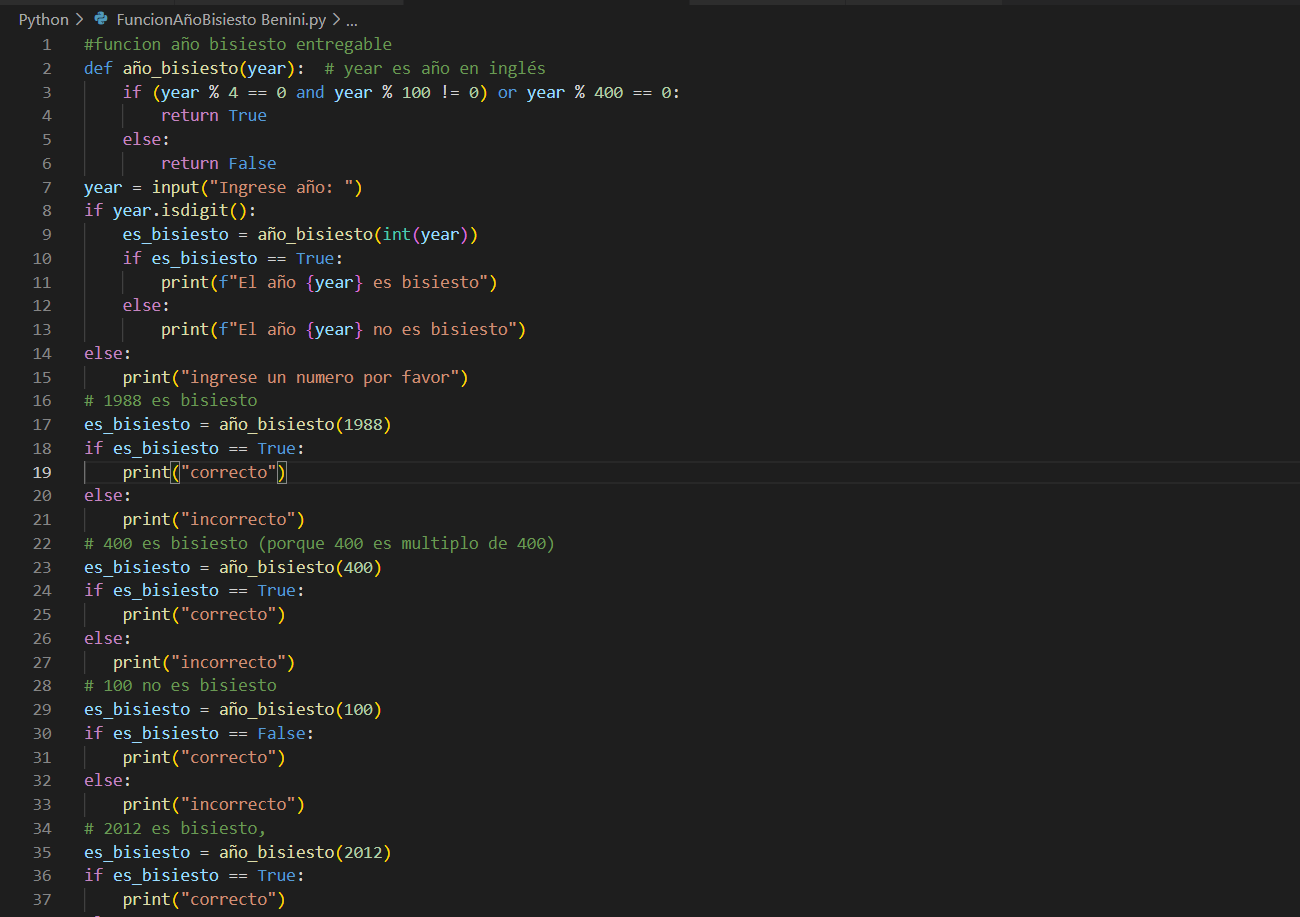 Python > FuncionAñoBisiesto Benini.py > ...
1 #funcion año bisiesto entregable
2 def año_bisiesto(year):  # year es año en inglés
3     if (year % 4 == 0 and year % 100 != 0) or year % 400 == 0:
4         return True
5     else:
6         return False
7 year = input("Ingrese año: ")
8 if year.isdigit():
9     es_bisiesto = año_bisiesto(int(year))
10     if es_bisiesto == True:
11         print(f"El año {year} es bisiesto")
12     else:
13         print(f"El año {year} no es bisiesto")
14 else:
15     print("ingrese un numero por favor")
16 # 1988 es bisiesto
17 es_bisiesto = año_bisiesto(1988)
18 if es_bisiesto == True:
19     print("correcto")
20 else:
21     print("incorrecto")
22 # 400 es bisiesto (porque 400 es multiplo de 400)
23 es_bisiesto = año_bisiesto(400)
24 if es_bisiesto == True:
25     print("correcto")
26 else:
27    print("incorrecto")
28 # 100 no es bisiesto
29 es_bisiesto = año_bisiesto(100)
30 if es_bisiesto == False:
31     print("correcto")
32 else:
33     print("incorrecto")
34 # 2012 es bisiesto,
35 es_bisiesto = año_bisiesto(2012)
36 if es_bisiesto == True:
37     print("correcto")